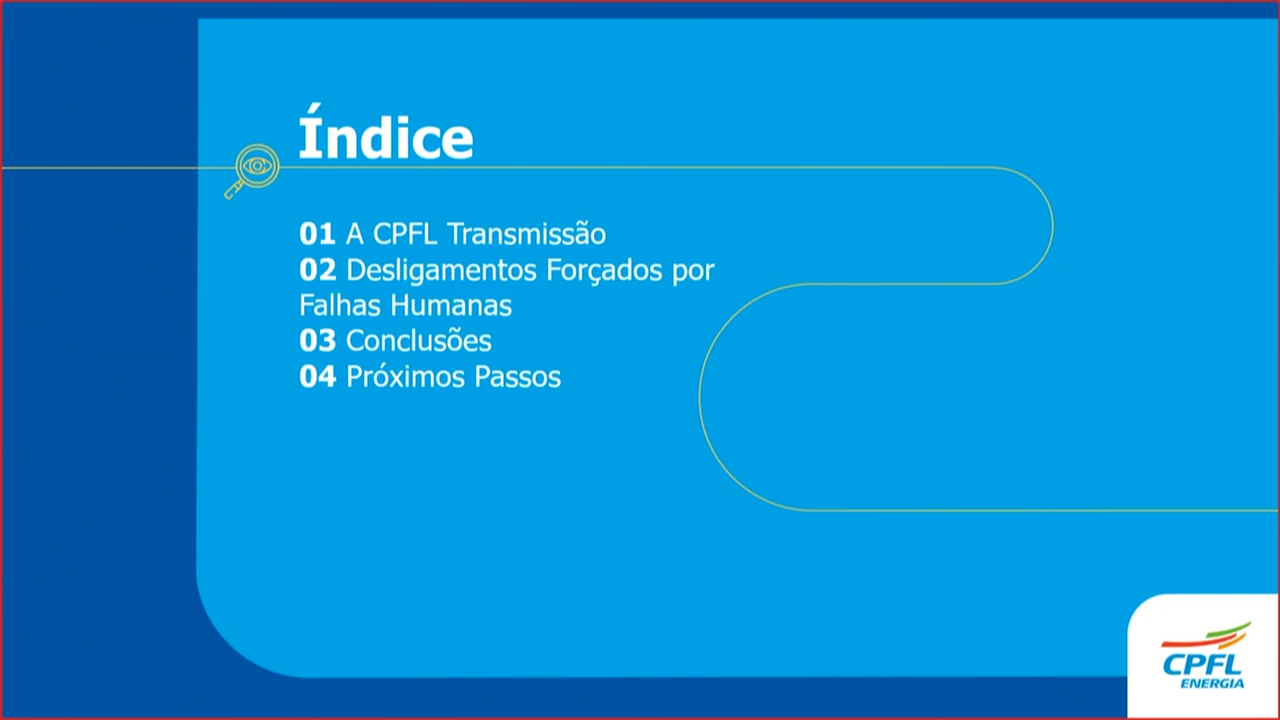 Índice
01 A CPFL Transmissão
02 Desligamentos Forçados por
Falhas Humanas
03 Conclusões
04 Próximos Passos
CPFL
ENERGIA